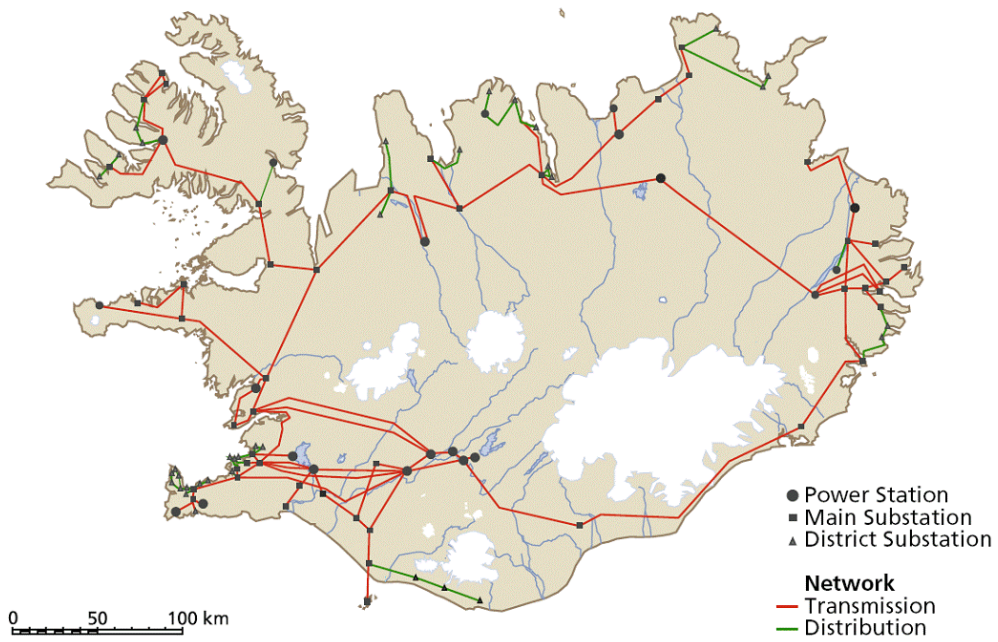 Power Station
Main Substation
District Substation
Network
Transmission
Distribution
0 50 100 km